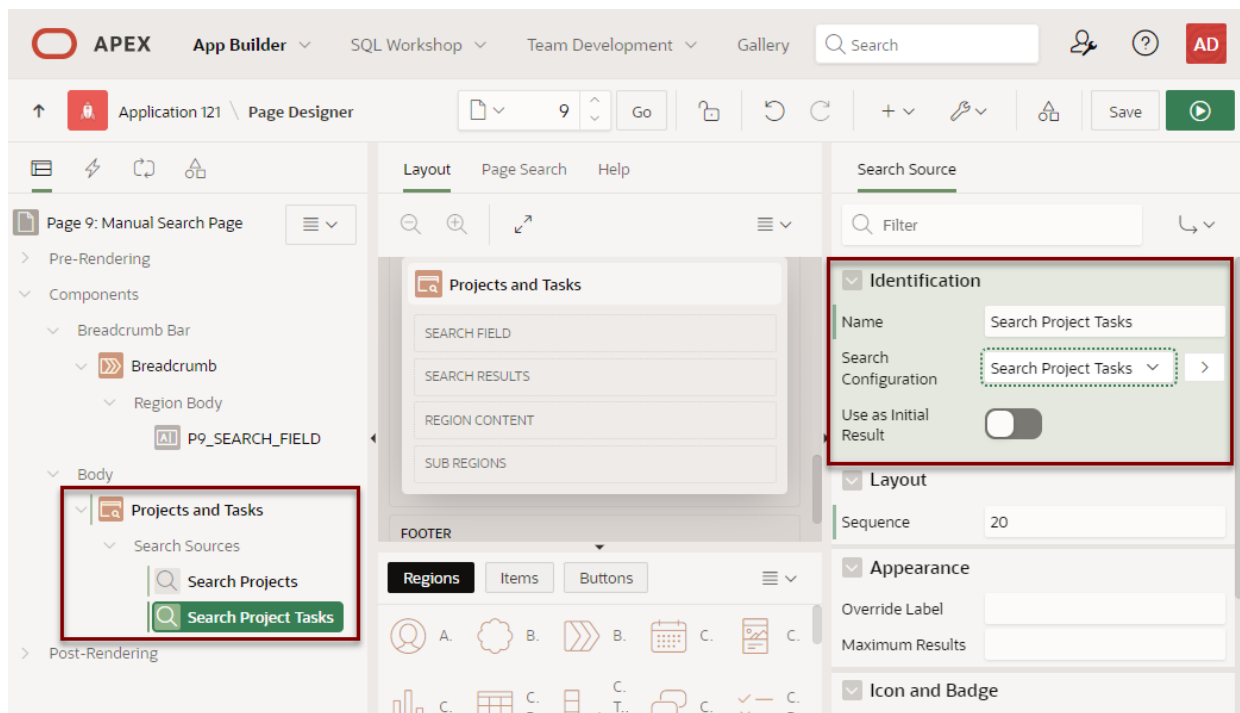 APEX App Builder SQL Workshop Team Development Gallery Search AD
Application 121 \ Page Designer 9 Go Save
Layout Page Search Help
Search Source
Page 9: Manual Search Page
Filter
Pre-Rendering
Components
Breadcrumb Bar
Breadcrumb
Region Body
P9_SEARCH_FIELD
Body
Projects and Tasks
Search Sources
Search Projects
Search Project Tasks
Post-Rendering
Projects and Tasks
SEARCH FIELD
SEARCH RESULTS
REGION CONTENT
SUB REGIONS
FOOTER
Regions Items Buttons
A. B. B. C. C.
C. C. C. T.. C. C.
Identification
Name Search Project Tasks
Search
Configuration
Search Project Tasks
Use as Initial
Result
Layout
Sequence 20
Appearance
Override Label
Maximum Results
Icon and Badge